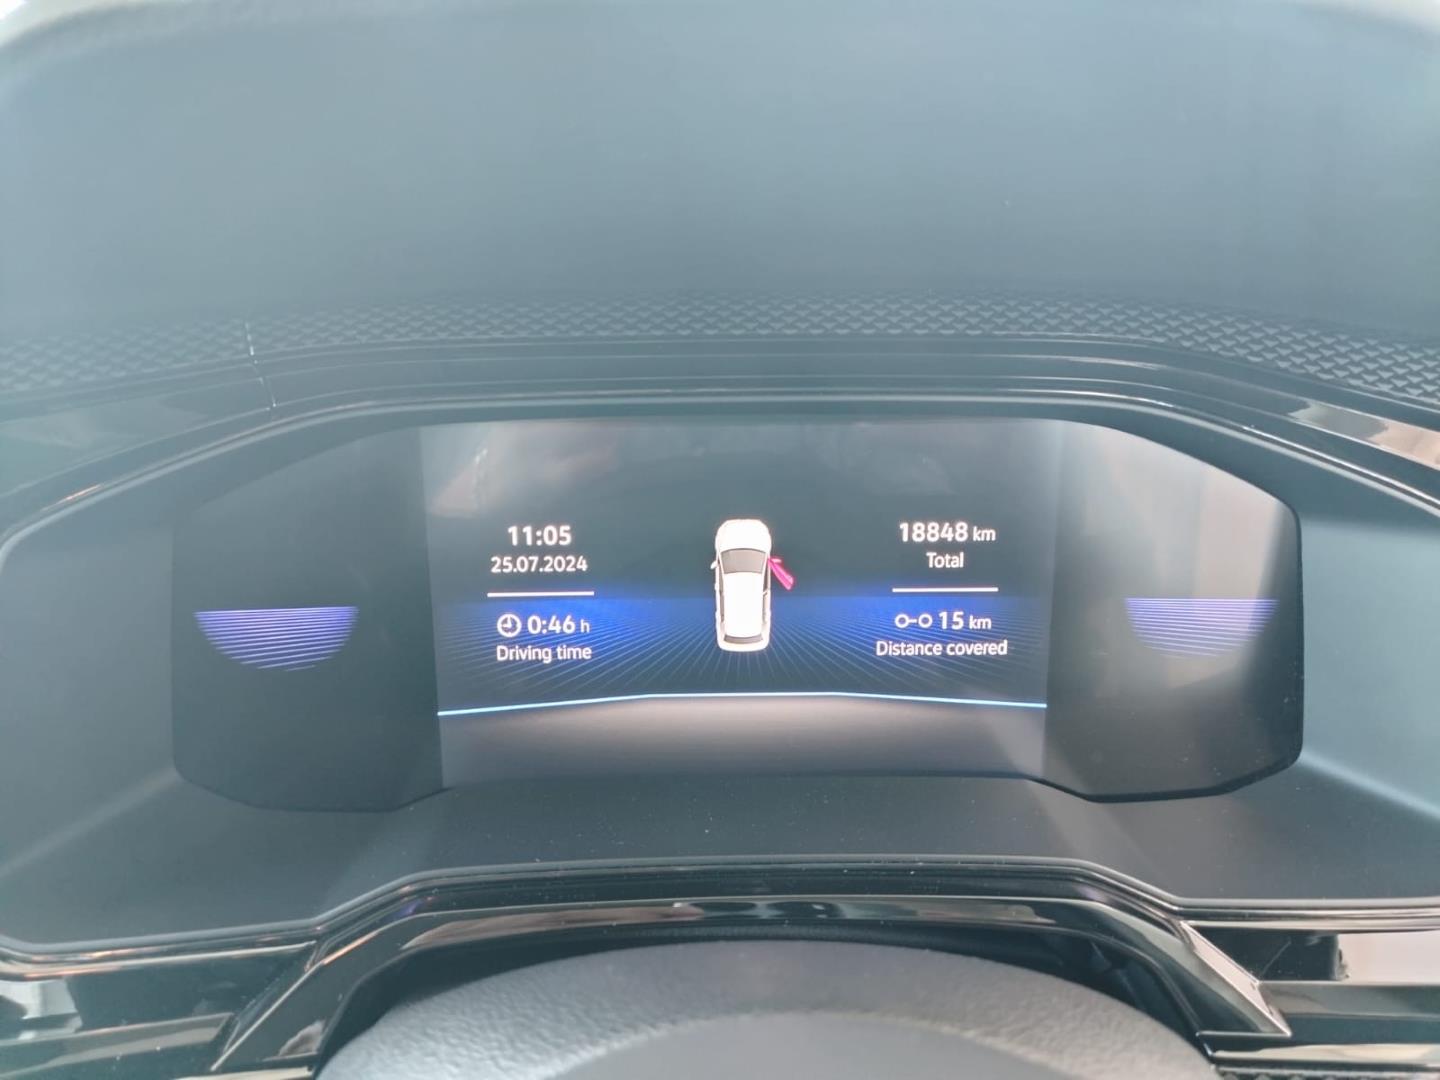 11:05
25.07.2024
0:46 h
Driving time
18848 km
Total
15 km
Distance covered